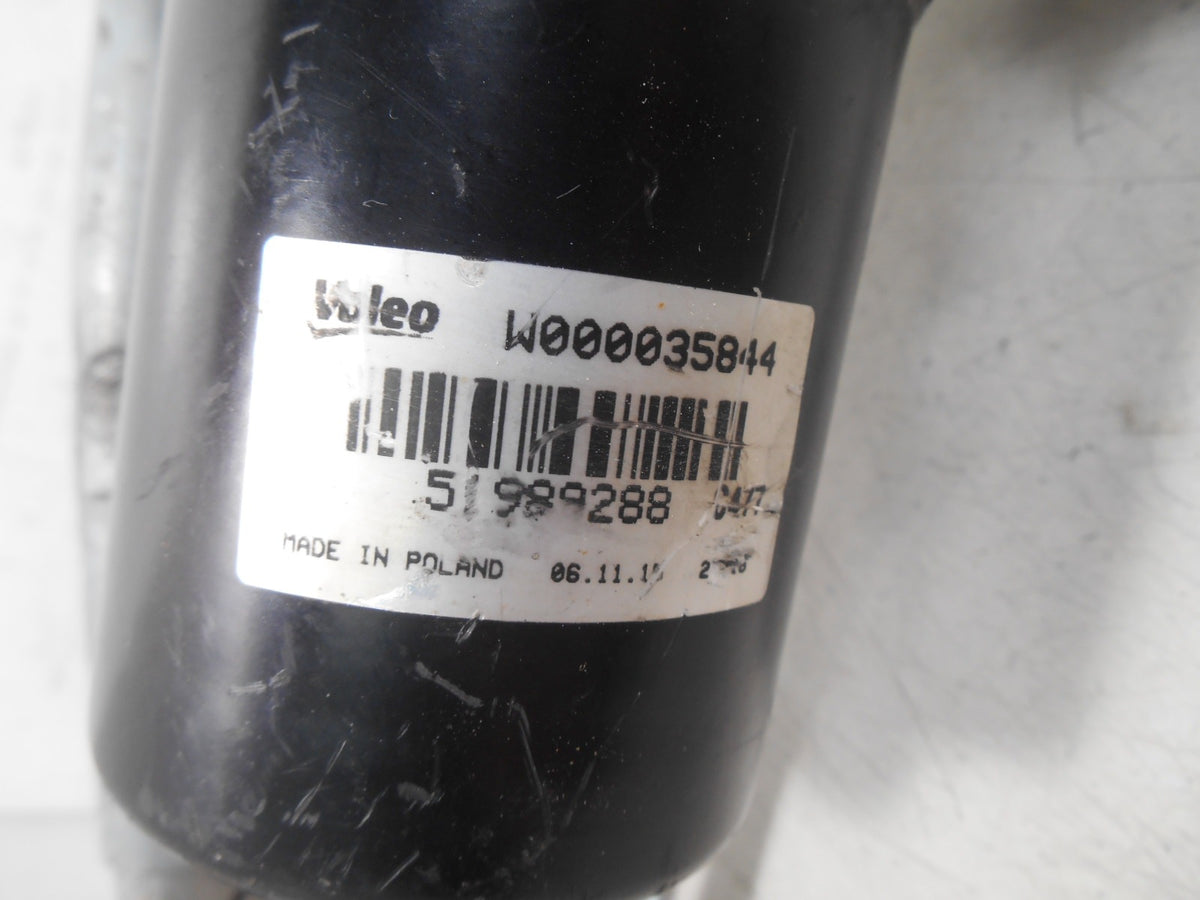 Valeo W000035844
51989288
MADE IN POLAND